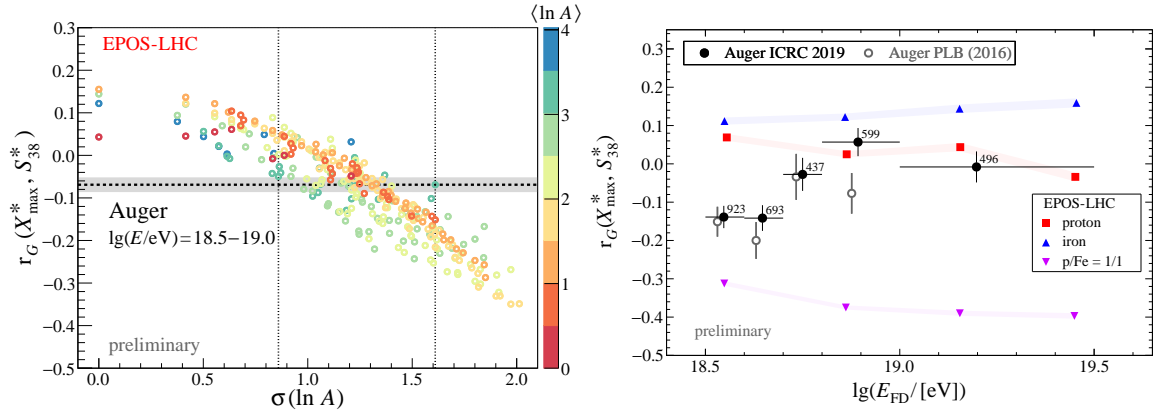 ⟨ln A⟩
EPOS-LHC
r_G (X*_max, S*_38)
0.3
0.2
0.1
0.0
−0.1
−0.2
−0.3
−0.4
−0.5
Auger
lg(E/eV)=18.5−19.0
preliminary
0.0
0.5
1.0
1.5
2.0
σ(ln A)
4
3
2
1
0
r_G(X*_max, S*_38)
0.3
0.2
0.1
0.0
−0.1
−0.2
−0.3
−0.4
−0.5
Auger ICRC 2019
Auger PLB (2016)
923
693
437
599
496
EPOS-LHC
proton
iron
p/Fe = 1/1
preliminary
18.5
19.0
19.5
lg(E_FD/[eV])